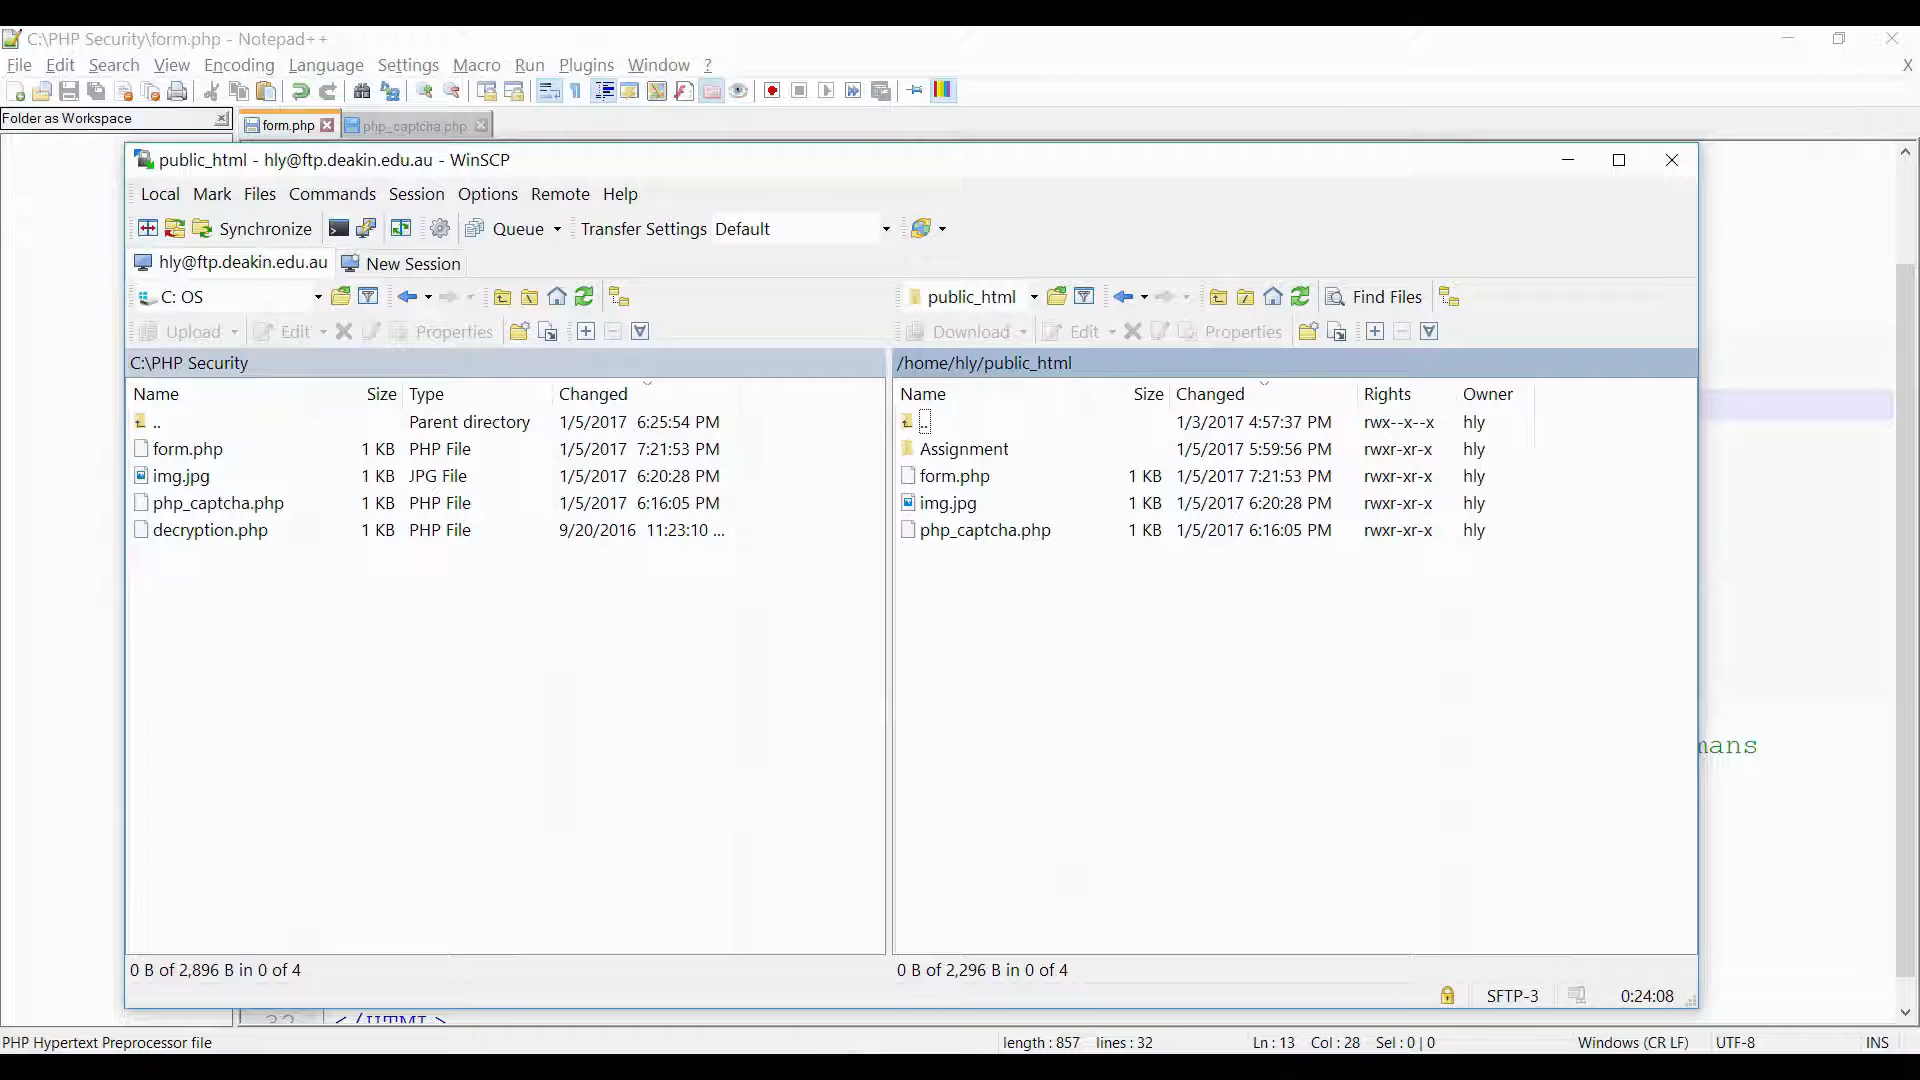 C:\PHP Security\form.php - Notepad++
File Edit Search View Encoding Language Settings Macro Run Plugins Window ? X
Folder as Workspace
form.php php_captcha.php
public_html - hly@ftp.deakin.edu.au - WinSCP
Local Mark Files Commands Session Options Remote Help
Synchronize Queue Transfer Settings Default
hly@ftp.deakin.edu.au New Session
C: OS public_html Find Files
Upload Edit Properties Download Edit Properties
C:\PHP Security /home/hly/public_html
Name Size Type Changed Name Size Changed Rights Owner
.. Parent directory 1/5/2017 6:25:54 PM .. 1/3/2017 4:57:37 PM rwx--x--x hly
form.php 1 KB PHP File 1/5/2017 7:21:53 PM Assignment 1/5/2017 5:59:56 PM rwxr-xr-x hly
img.jpg 1 KB JPG File 1/5/2017 6:20:28 PM form.php 1 KB 1/5/2017 7:21:53 PM rwxr-xr-x hly
php_captcha.php 1 KB PHP File 1/5/2017 6:16:05 PM img.jpg 1 KB 1/5/2017 6:20:28 PM rwxr-xr-x hly
decryption.php 1 KB PHP File 9/20/2016 11:23:10 ... php_captcha.php 1 KB 1/5/2017 6:16:05 PM rwxr-xr-x hly
mans
0 B of 2,896 B in 0 of 4 0 B of 2,296 B in 0 of 4
SFTP-3 0:24:08
32 </HTML>
PHP Hypertext Preprocessor file length : 857 lines : 32 Ln : 13 Col : 28 Sel : 0 | 0 Windows (CR LF) UTF-8 INS